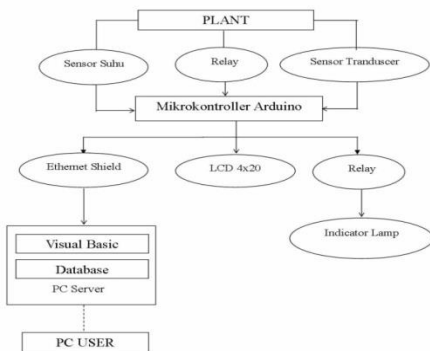 PLANT
Sensor Suhu
Relay
Sensor Tranduscer
Mikrokontroller Arduino
Ethernet Shield
LCD 4x20
Relay
Indicator Lamp
Visual Basic
Database
PC Server
PC USER